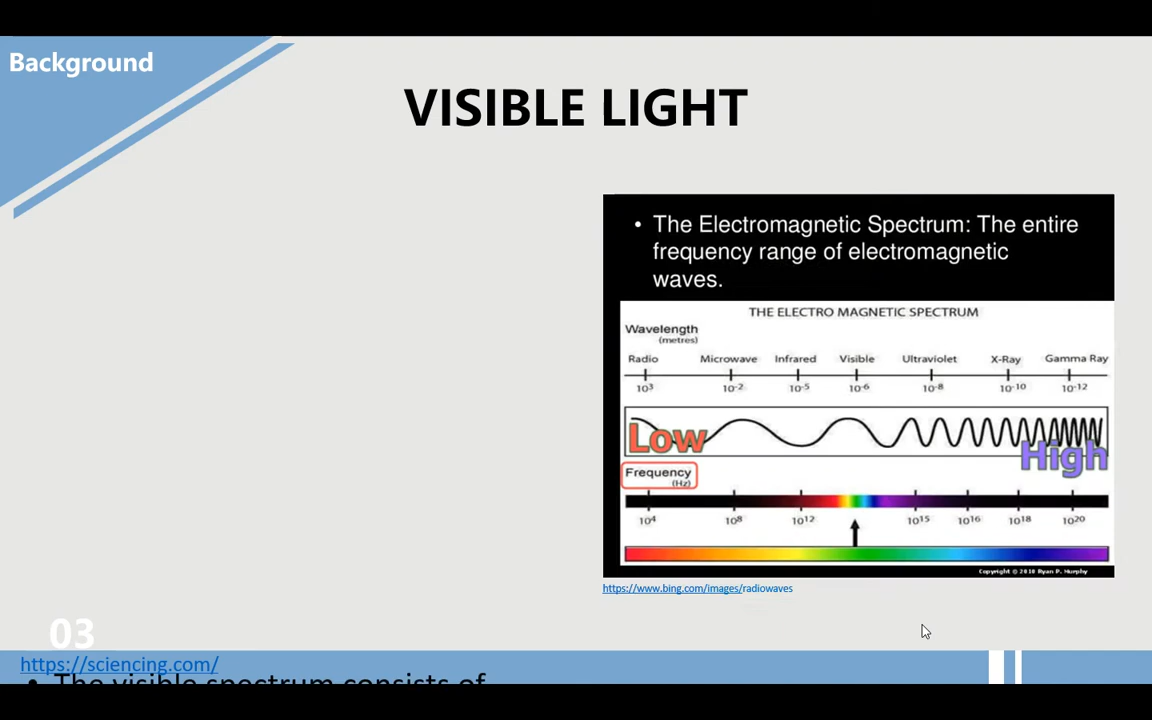 Background
VISIBLE LIGHT
• The Electromagnetic Spectrum: The entire
frequency range of electromagnetic
waves.
THE ELECTRO MAGNETIC SPECTRUM
Wavelength
(metres)
Radio Microwave Infrared Visible Ultraviolet X-Ray Gamma Ray
10³ 10⁻² 10⁻⁵ 10⁻⁶ 10⁻⁸ 10⁻¹⁰ 10⁻¹²
Low
High
Frequency
(Hz)
10⁴ 10⁸ 10¹² 10¹⁵ 10¹⁶ 10¹⁸ 10²⁰
Copyright © 2010 Ryan P. Murphy
https://www.bing.com/images/radiowaves
03
https://sciencing.com/
• The visible spectrum consists of